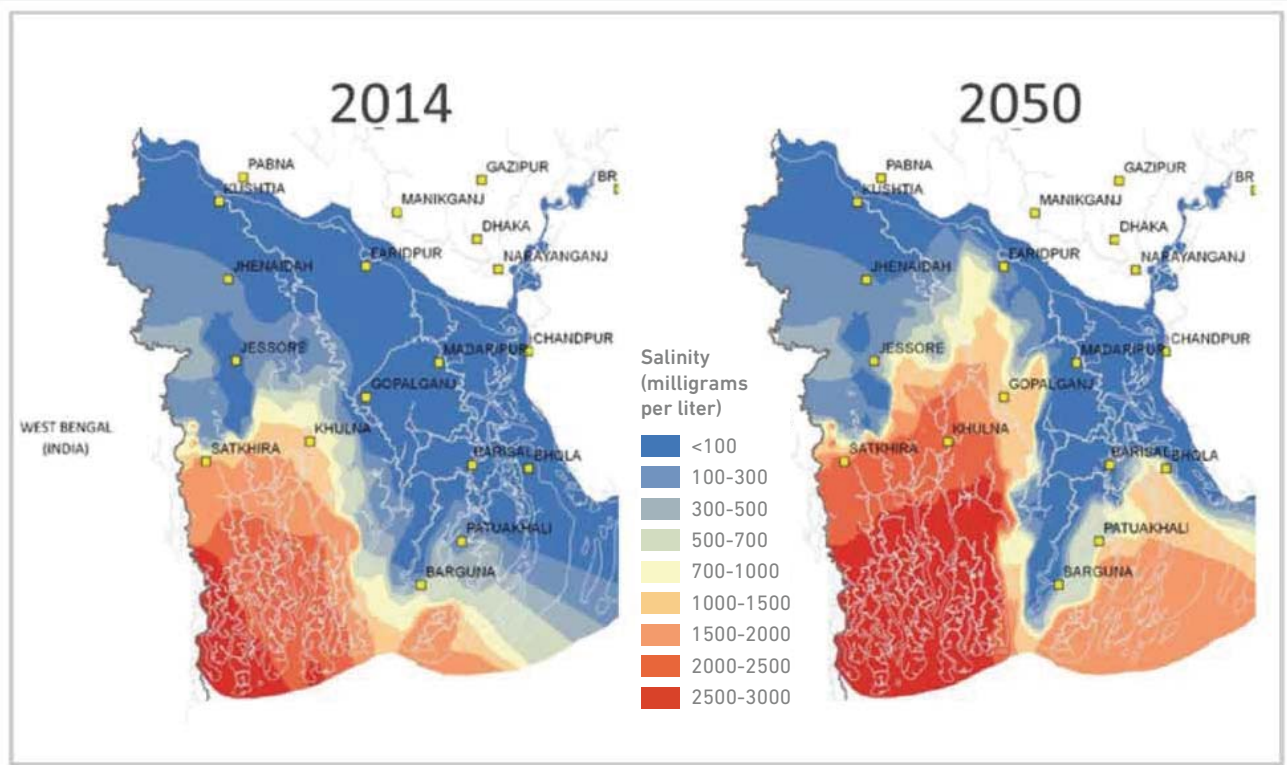 2014
PABNA
GAZIPUR
BR
KUSHTIA
MANIKGANJ
DHAKA
FARIDPUR
NARAYANGANJ
JHENAIDAH
JESSORE
MADARIPUR
CHANDPUR
GOPALGANJ
WEST BENGAL
(INDIA)
KHULNA
SATKHIRA
BARISAL
BHOLA
PATUAKHALI
BARGUNA
Salinity
(milligrams
per liter)
<100
100-300
300-500
500-700
700-1000
1000-1500
1500-2000
2000-2500
2500-3000
2050
PABNA
GAZIPUR
BR
KUSHTIA
MANIKGANJ
DHAKA
FARIDPUR
NARAYANGANJ
JHENAIDAH
JESSORE
MADARIPUR
CHANDPUR
GOPALGANJ
KHULNA
SATKHIRA
BARISAL
BHOLA
PATUAKHALI
BARGUNA